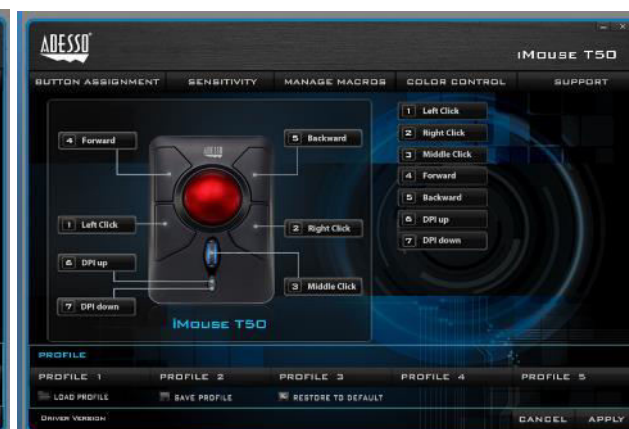 ADESSO
iMouse T50
BUTTON ASSIGNMENT SENSITIVITY MANAGE MACROS COLOR CONTROL SUPPORT
4 Forward
5 Backward
ADESSO
1 Left Click
2 Right Click
6 DPI up
3 Middle Click
7 DPI down
iMouse T50
1 Left Click
2 Right Click
3 Middle Click
4 Forward
5 Backward
6 DPI up
7 DPI down
PROFILE
PROFILE 1 PROFILE 2 PROFILE 3 PROFILE 4 PROFILE 5
LOAD PROFILE SAVE PROFILE RESTORE TO DEFAULT
Driver Version CANCEL APPLY